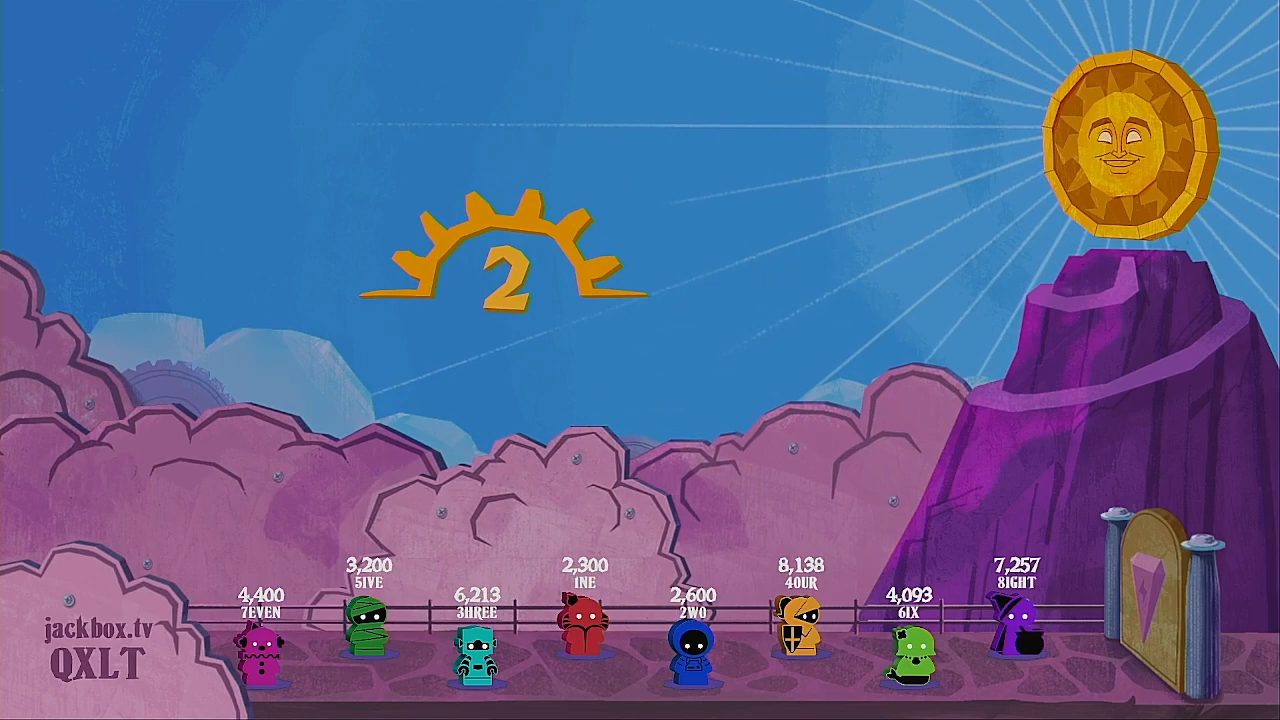 2
3,200
5IVE
2,300
1NE
8,138
4OUR
7,257
8IGHT
4,400
7EVEN
6,213
3HREE
2,600
2WO
4,093
6IX
jackbox.tv
QXLT